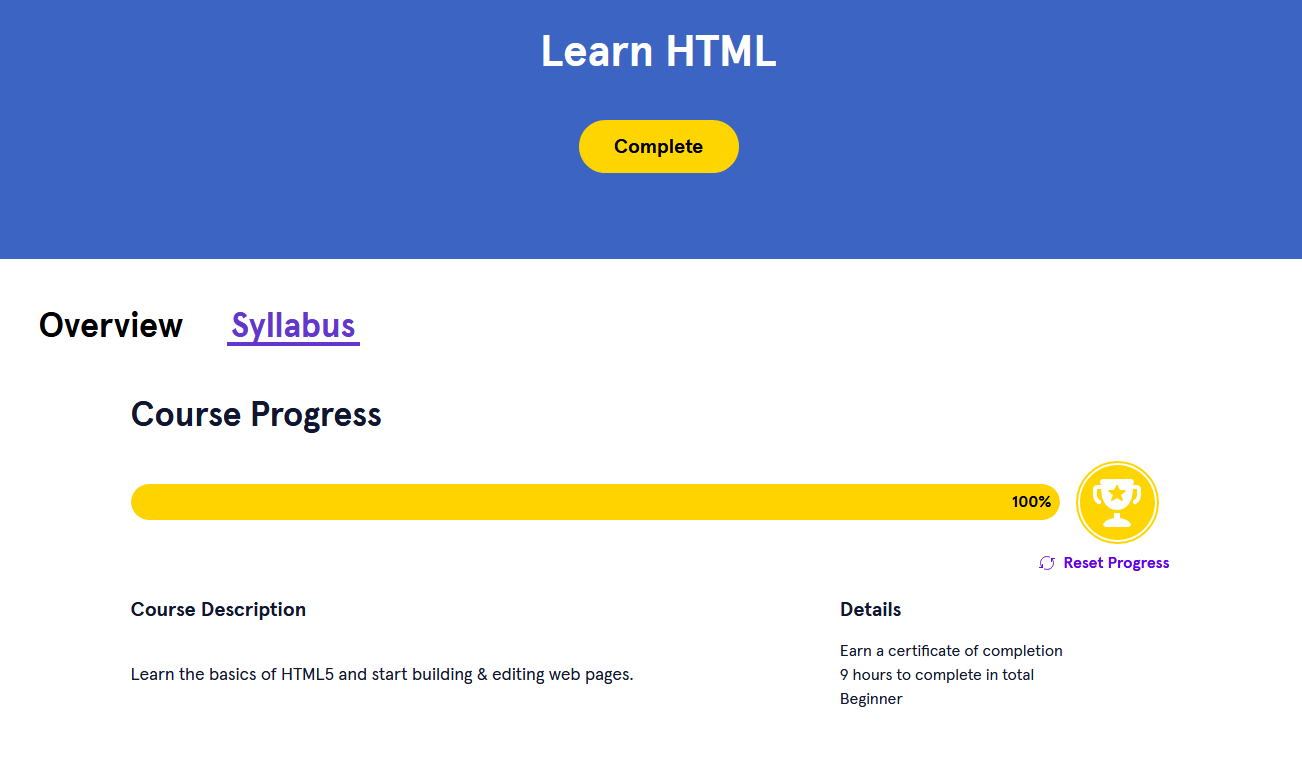 Learn HTML
Complete
Overview
Syllabus
Course Progress
100%
Reset Progress
Course Description
Learn the basics of HTML5 and start building & editing web pages.
Details
Earn a certificate of completion
9 hours to complete in total
Beginner